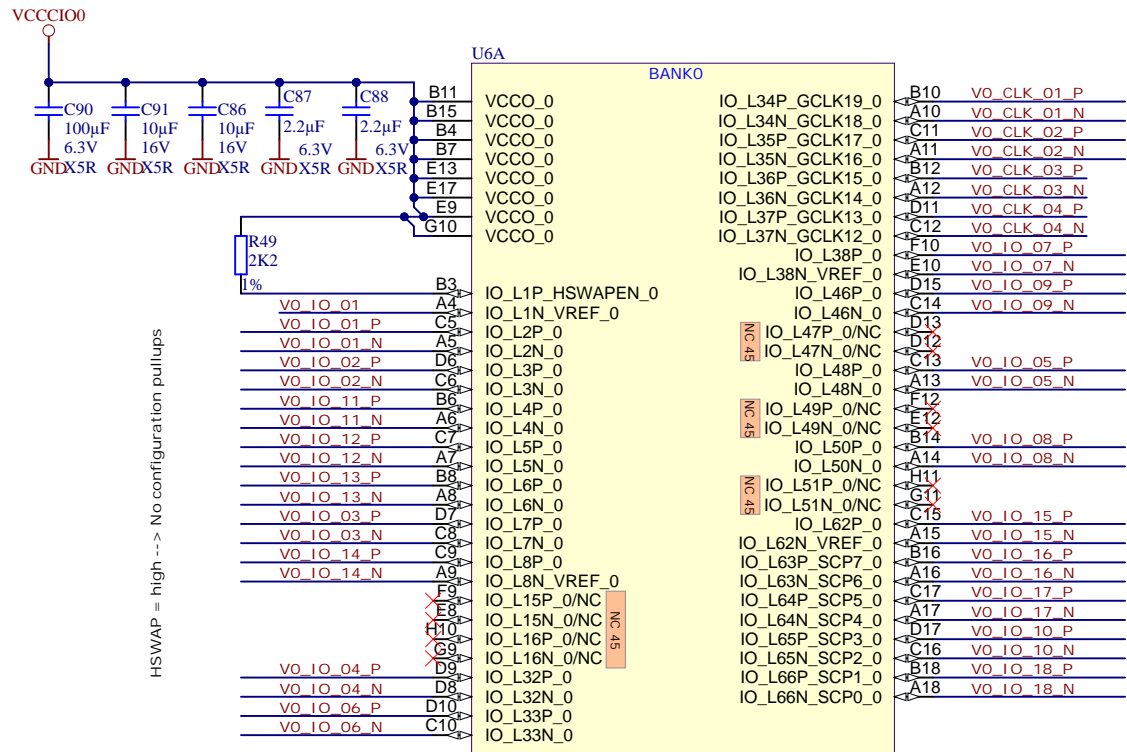 VCCCIO0
U6A
BANK0
C90
100µF
6.3V
X5R
GND
C91
10µF
16V
X5R
GND
C86
10µF
16V
X5R
GND
C87
2.2µF
6.3V
X5R
GND
C88
2.2µF
6.3V
X5R
GND
R49
2K2
1%
HSWAP = high --> No configuration pullups
B11 VCCO_0
B15 VCCO_0
B4 VCCO_0
B7 VCCO_0
E13 VCCO_0
E17 VCCO_0
E9 VCCO_0
G10 VCCO_0
B3 IO_L1P_HSWAPEN_0
V0_IO_01 A4 IO_L1N_VREF_0
V0_IO_01_P C5 IO_L2P_0
V0_IO_01_N A5 IO_L2N_0
V0_IO_02_P D6 IO_L3P_0
V0_IO_02_N C6 IO_L3N_0
V0_IO_11_P B6 IO_L4P_0
V0_IO_11_N A6 IO_L4N_0
V0_IO_12_P C7 IO_L5P_0
V0_IO_12_N A7 IO_L5N_0
V0_IO_13_P B8 IO_L6P_0
V0_IO_13_N A8 IO_L6N_0
V0_IO_03_P D7 IO_L7P_0
V0_IO_03_N C8 IO_L7N_0
V0_IO_14_P C9 IO_L8P_0
V0_IO_14_N A9 IO_L8N_VREF_0
F9 IO_L15P_0/NC
E8 IO_L15N_0/NC
H10 IO_L16P_0/NC
G9 IO_L16N_0/NC
NC 45
V0_IO_04_P D9 IO_L32P_0
V0_IO_04_N D8 IO_L32N_0
V0_IO_06_P D10 IO_L33P_0
V0_IO_06_N C10 IO_L33N_0
IO_L34P_GCLK19_0 B10 V0_CLK_01_P
IO_L34N_GCLK18_0 A10 V0_CLK_01_N
IO_L35P_GCLK17_0 C11 V0_CLK_02_P
IO_L35N_GCLK16_0 A11 V0_CLK_02_N
IO_L36P_GCLK15_0 B12 V0_CLK_03_P
IO_L36N_GCLK14_0 A12 V0_CLK_03_N
IO_L37P_GCLK13_0 D11 V0_CLK_04_P
IO_L37N_GCLK12_0 C12 V0_CLK_04_N
IO_L38P_0 F10 V0_IO_07_P
IO_L38N_VREF_0 E10 V0_IO_07_N
IO_L46P_0 D15 V0_IO_09_P
IO_L46N_0 C14 V0_IO_09_N
NC 45
IO_L47P_0/NC D13
IO_L47N_0/NC D12
IO_L48P_0 C13 V0_IO_05_P
IO_L48N_0 A13 V0_IO_05_N
NC 45
IO_L49P_0/NC F12
IO_L49N_0/NC E12
IO_L50P_0 B14 V0_IO_08_P
IO_L50N_0 A14 V0_IO_08_N
NC 45
IO_L51P_0/NC H11
IO_L51N_0/NC G11
IO_L62P_0 C15 V0_IO_15_P
IO_L62N_VREF_0 A15 V0_IO_15_N
IO_L63P_SCP7_0 B16 V0_IO_16_P
IO_L63N_SCP6_0 A16 V0_IO_16_N
IO_L64P_SCP5_0 C17 V0_IO_17_P
IO_L64N_SCP4_0 A17 V0_IO_17_N
IO_L65P_SCP3_0 D17 V0_IO_10_P
IO_L65N_SCP2_0 C16 V0_IO_10_N
IO_L66P_SCP1_0 B18 V0_IO_18_P
IO_L66N_SCP0_0 A18 V0_IO_18_N